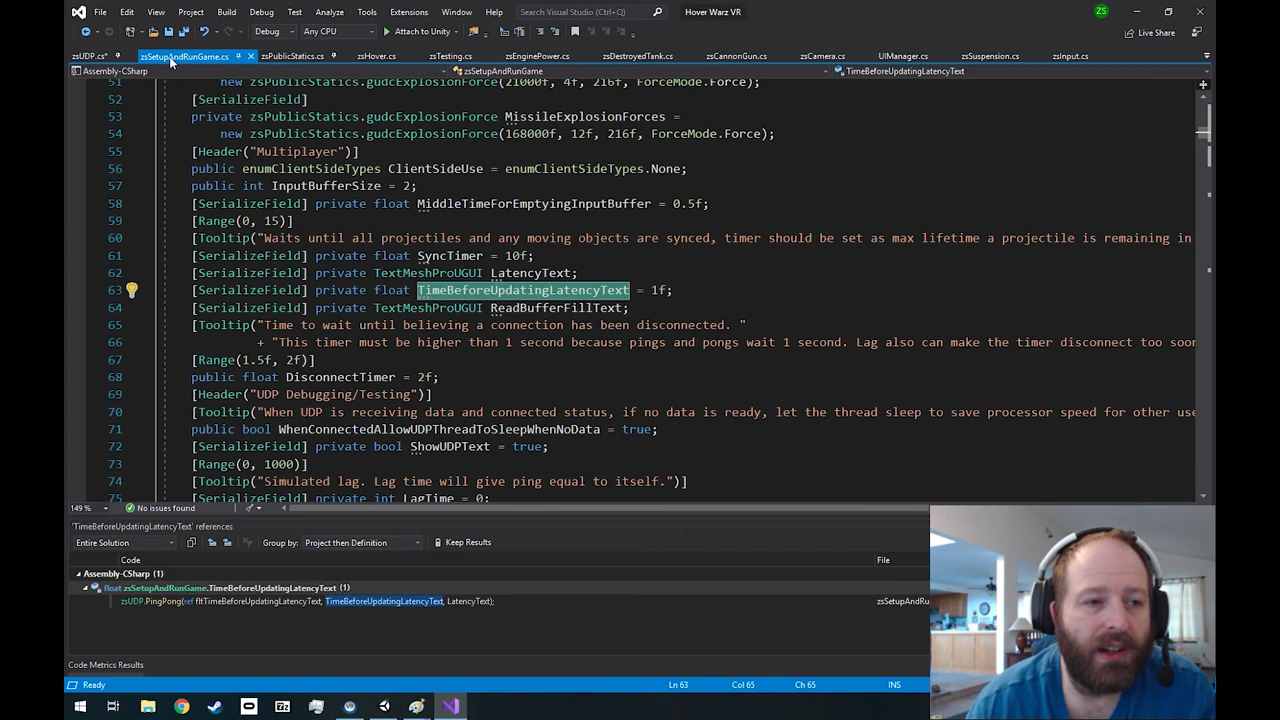 File Edit View Git Project Build Debug Test Analyze Tools Extensions Window Help Search Visual Studio (Ctrl+Q) Hover Warz VR ZS
Debug Any CPU Attach to Unity Live Share
zsUDP.cs* zsSetupAndRunGame.cs zsPublicStatics.cs zsHover.cs zsTesting.cs zsEnginePower.cs zsDestroyedTank.cs zsCannonGun.cs zsCamera.cs UIManager.cs zsSuspension.cs zsInput.cs
Assembly-CSharp zsSetupAndRunGame TimeBeforeUpdatingLatencyText
51 new zsPublicStatics.gudcExplosionForce(21000f, 4f, 216f, ForceMode.Force);
52 [SerializeField]
53 private zsPublicStatics.gudcExplosionForce MissileExplosionForces =
54 new zsPublicStatics.gudcExplosionForce(168000f, 12f, 216f, ForceMode.Force);
55 [Header("Multiplayer")]
56 public enumClientSideTypes ClientSideUse = enumClientSideTypes.None;
57 public int InputBufferSize = 2;
58 [SerializeField] private float MiddleTimeForEmptyingInputBuffer = 0.5f;
59 [Range(0, 15)]
60 [Tooltip("Waits until all projectiles and any moving objects are synced, timer should be set as max lifetime a projectile is remaining in
61 [SerializeField] private float SyncTimer = 10f;
62 [SerializeField] private TextMeshProUGUI LatencyText;
63 [SerializeField] private float TimeBeforeUpdatingLatencyText = 1f;
64 [SerializeField] private TextMeshProUGUI ReadBufferFillText;
65 [Tooltip("Time to wait until believing a connection has been disconnected. "
66 + "This timer must be higher than 1 second because pings and pongs wait 1 second. Lag also can make the timer disconnect too soon
67 [Range(1.5f, 2f)]
68 public float DisconnectTimer = 2f;
69 [Header("UDP Debugging/Testing")]
70 [Tooltip("When UDP is receiving data and connected status, if no data is ready, let the thread sleep to save processor speed for other use
71 public bool WhenConnectedAllowUDPThreadToSleepWhenNoData = true;
72 [SerializeField] private bool ShowUDPText = true;
73 [Range(0, 1000)]
74 [Tooltip("Simulated lag. Lag time will give ping equal to itself.")]
75 [SerializeField] private int LagTime = 0;
149 % No issues found
'TimeBeforeUpdatingLatencyText' references
Entire Solution Group by: Project then Definition Keep Results
Code File
Assembly-CSharp (1)
float zsSetupAndRunGame.TimeBeforeUpdatingLatencyText (1)
zsUDP.PingPong(ref fltTimeBeforeUpdatingLatencyText, TimeBeforeUpdatingLatencyText, LatencyText); zsSetupAndRu
Code Metrics Results
Ready Ln 63 Col 65 Ch 65 INS